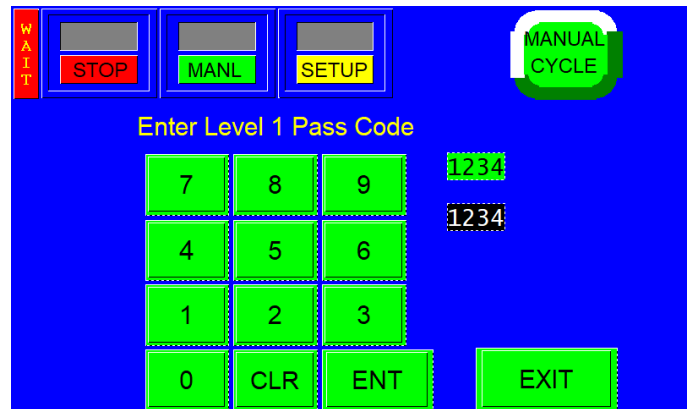 WAIT
STOP
MANL
SETUP
MANUAL
CYCLE
Enter Level 1 Pass Code
7 8 9
1234
1234
4 5 6
1 2 3
0 CLR ENT EXIT